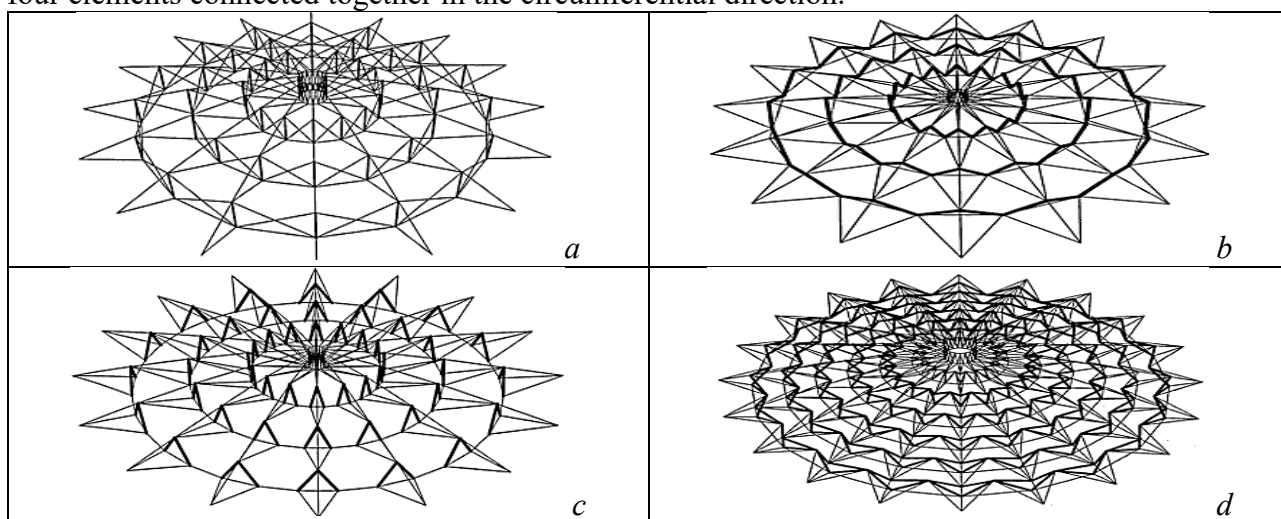 four elements connected together in the circumferential direction.
a
b
c
d